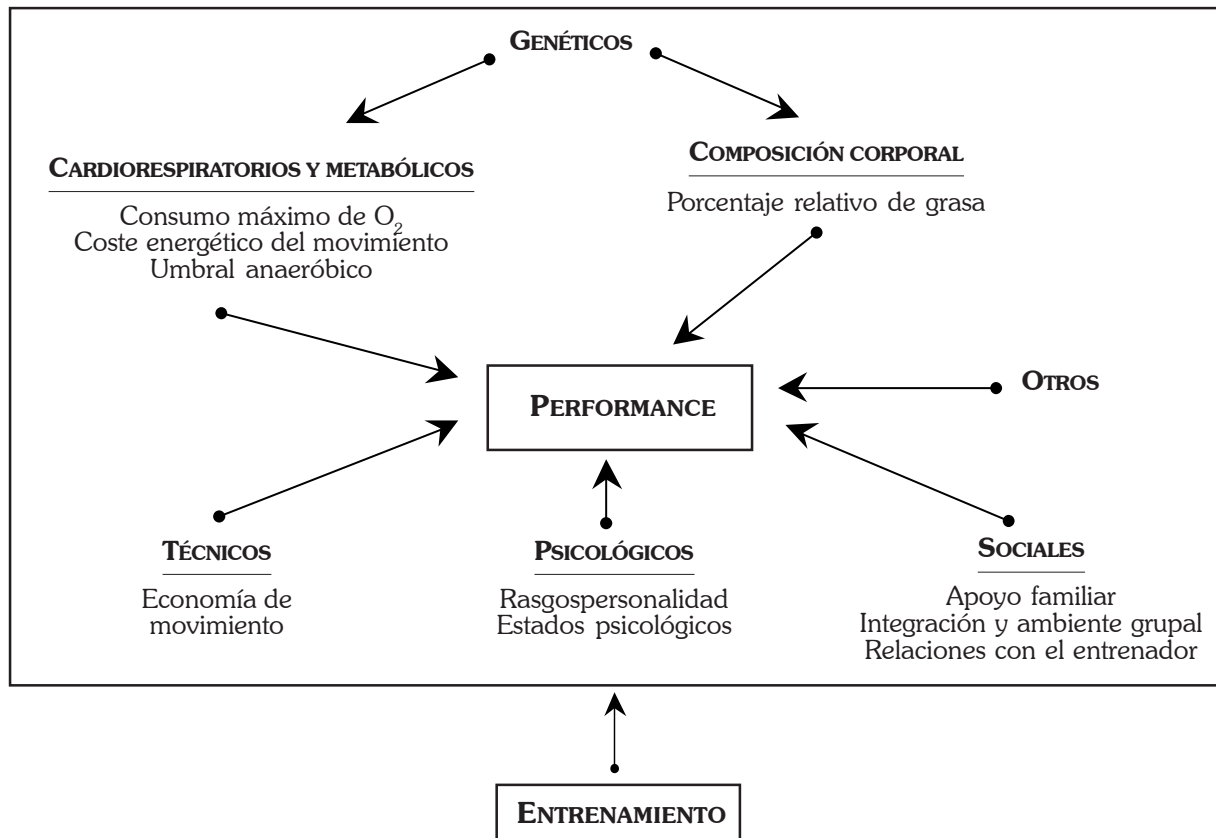 GENÉTICOS
CARDIORESPIRATORIOS Y METABÓLICOS
Consumo máximo de O₂
Coste energético del movimiento
Umbral anaeróbico
COMPOSICIÓN CORPORAL
Porcentaje relativo de grasa
PERFORMANCE
OTROS
TÉCNICOS
Economía de
movimiento
PSICOLÓGICOS
Rasgospersonalidad
Estados psicológicos
SOCIALES
Apoyo familiar
Integración y ambiente grupal
Relaciones con el entrenador
ENTRENAMIENTO